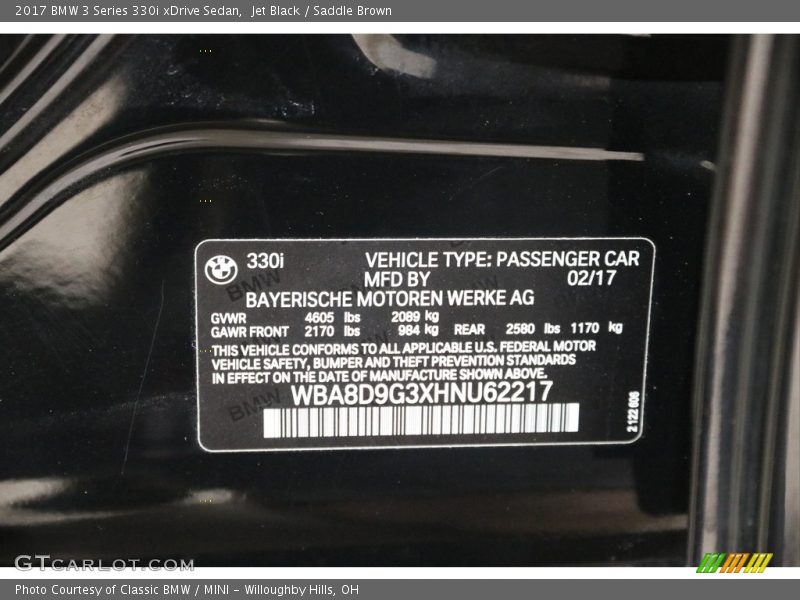 2017 BMW 3 Series 330i xDrive Sedan,  Jet Black / Saddle Brown
330i VEHICLE TYPE: PASSENGER CAR
MFD BY 02/17
BAYERISCHE MOTOREN WERKE AG
GVWR 4605 lbs 2089 kg
GAWR FRONT 2170 lbs 984 kg REAR 2580 lbs 1170 kg
THIS VEHICLE CONFORMS TO ALL APPLICABLE U.S. FEDERAL MOTOR
VEHICLE SAFETY, BUMPER AND THEFT PREVENTION STANDARDS
IN EFFECT ON THE DATE OF MANUFACTURE SHOWN ABOVE.
WBA8D9G3XHNU62217
2 122 606
GTCARLOT.COM
Photo Courtesy of Classic BMW / MINI - Willoughby Hills, OH